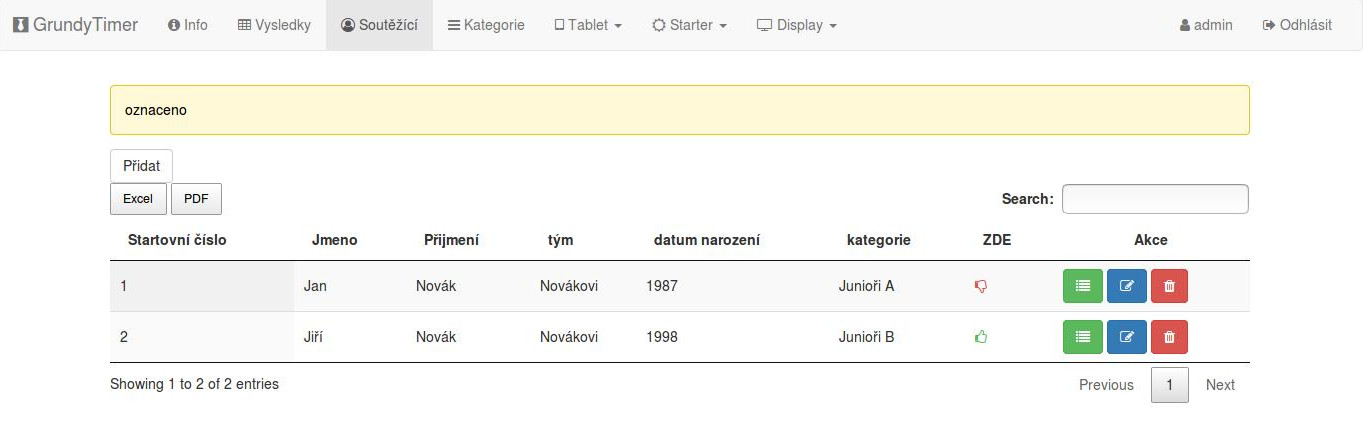 GrundyTimer Info Vysledky Soutěžící Kategorie Tablet Starter Display admin Odhlásit
oznaceno
Přidat
Excel PDF Search:
Startovní číslo Jmeno Přijmení tým datum narození kategorie ZDE Akce
1 Jan Novák Novákovi 1987 Junioři A
2 Jiří Novák Novákovi 1998 Junioři B
Showing 1 to 2 of 2 entries Previous 1 Next